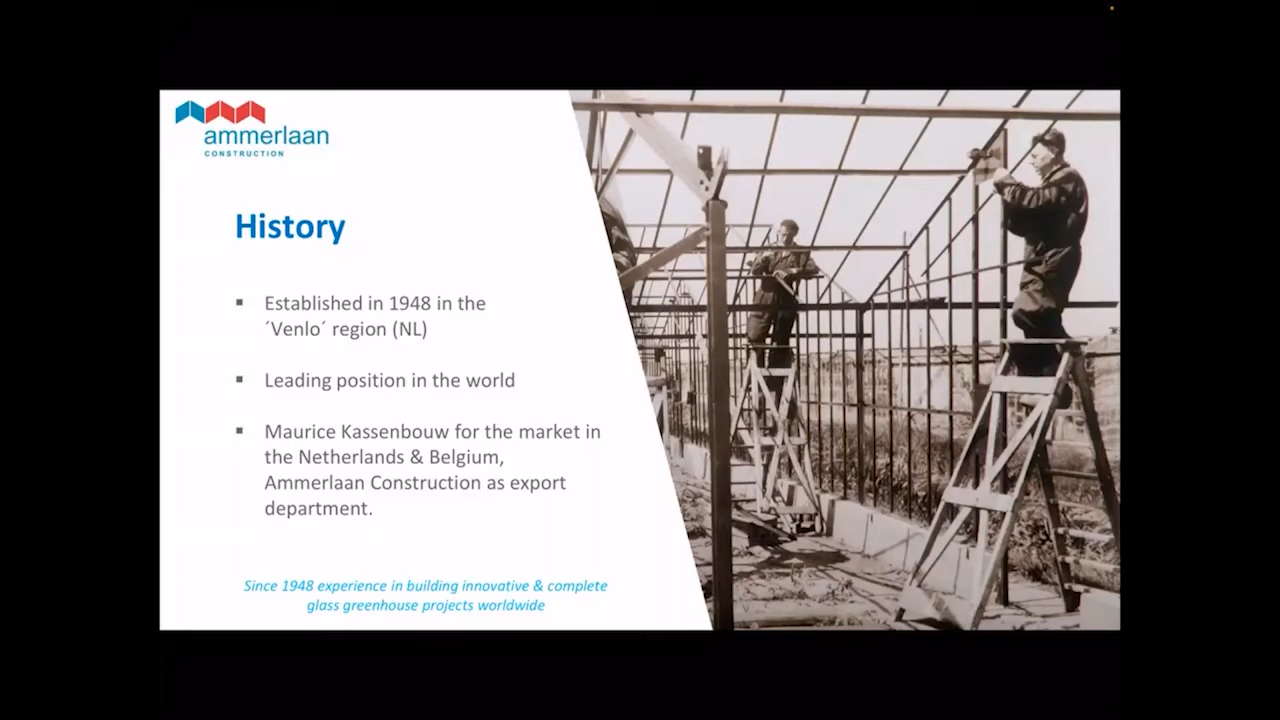 ammerlaan
CONSTRUCTION
History
▪ Established in 1948 in the
´Venlo´ region (NL)
▪ Leading position in the world
▪ Maurice Kassenbouw for the market in
the Netherlands & Belgium,
Ammerlaan Construction as export
department.
Since 1948 experience in building innovative & complete
glass greenhouse projects worldwide